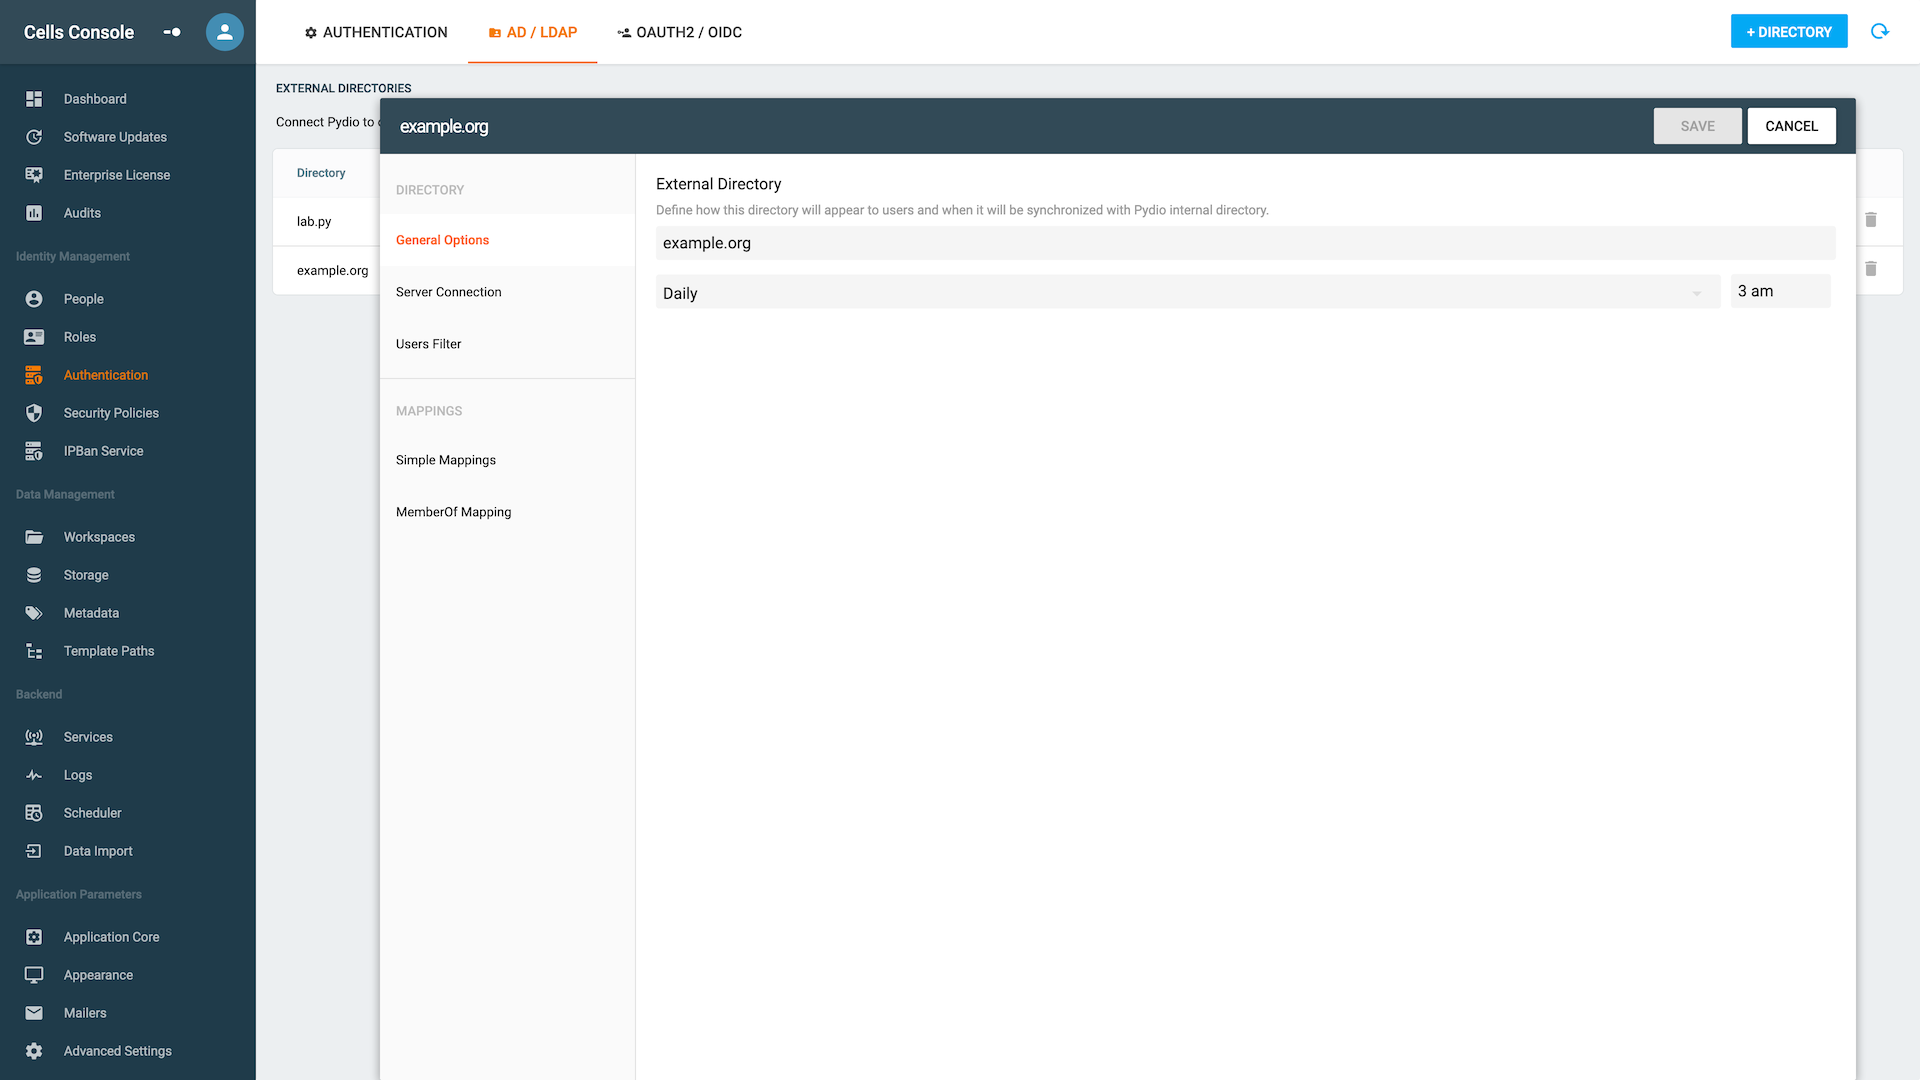 Cells Console
AUTHENTICATION
AD / LDAP
OAUTH2 / OIDC
+ DIRECTORY
Dashboard
Software Updates
Enterprise License
Audits
Identity Management
People
Roles
Authentication
Security Policies
IPBan Service
Data Management
Workspaces
Storage
Metadata
Template Paths
Backend
Services
Logs
Scheduler
Data Import
Application Parameters
Application Core
Appearance
Mailers
Advanced Settings
EXTERNAL DIRECTORIES
Connect Pydio to
Directory
lab.py
example.org
example.org
SAVE
CANCEL
DIRECTORY
General Options
Server Connection
Users Filter
MAPPINGS
Simple Mappings
MemberOf Mapping
External Directory
Define how this directory will appear to users and when it will be synchronized with Pydio internal directory.
example.org
Daily
3 am